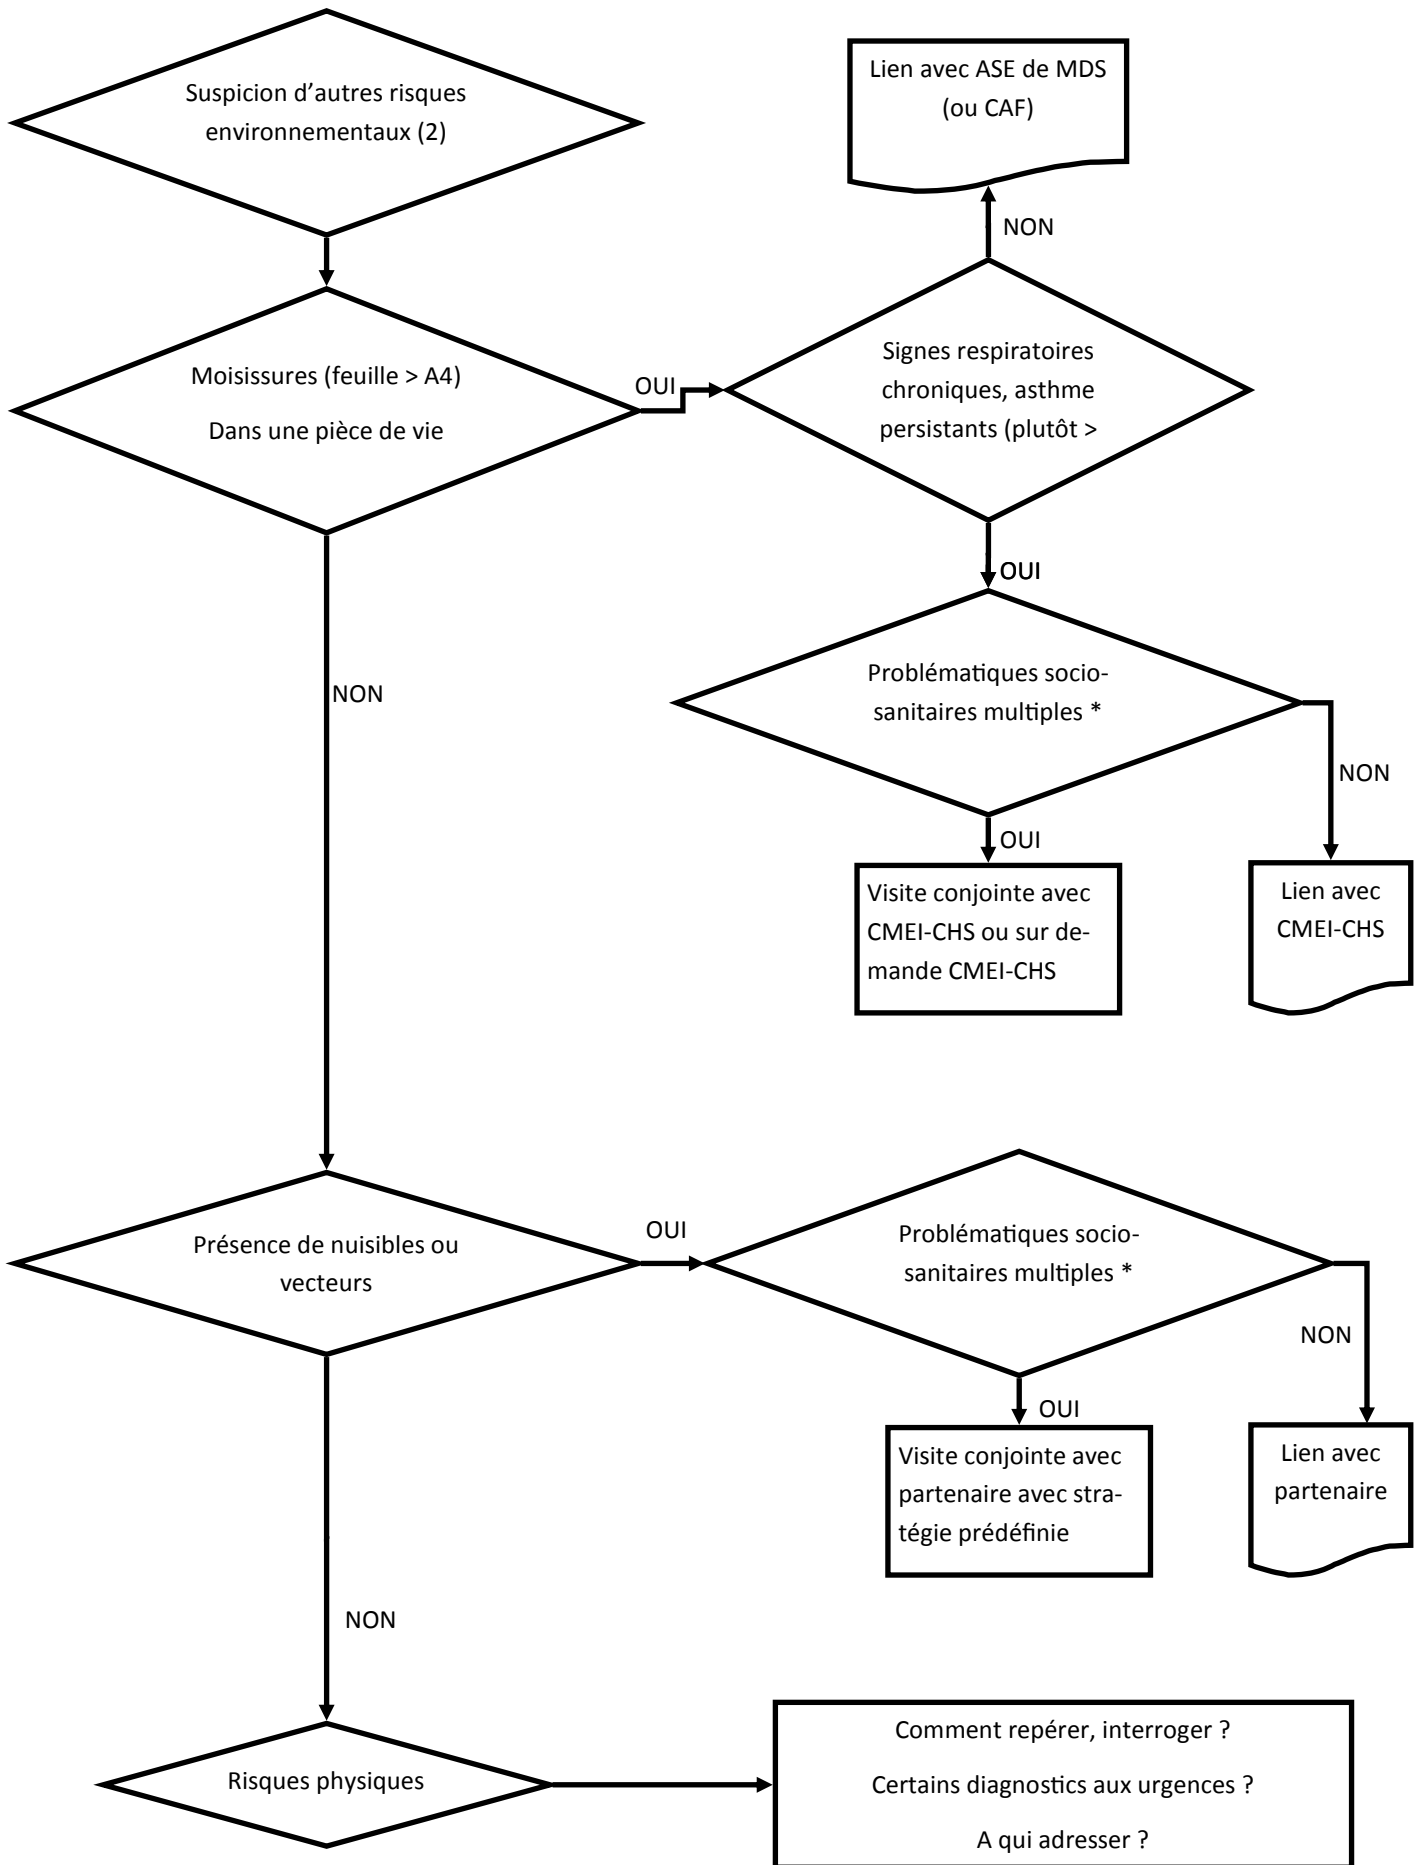 Suspicion d'autres risques
environnementaux (2)
Lien avec ASE de MDS
(ou CAF)
NON
Moisissures (feuille > A4)
Dans une pièce de vie
OUI
Signes respiratoires
chroniques, asthme
persistants (plutôt >
OUI
NON
Problématiques socio-
sanitaires multiples *
NON
OUI
Visite conjointe avec
CMEI-CHS ou sur de-
mande CMEI-CHS
Lien avec
CMEI-CHS
Présence de nuisibles ou
vecteurs
OUI
Problématiques socio-
sanitaires multiples *
NON
OUI
Visite conjointe avec
partenaire avec stra-
tégie prédéfinie
Lien avec
partenaire
NON
Risques physiques
Comment repérer, interroger ?
Certains diagnostics aux urgences ?
A qui adresser ?